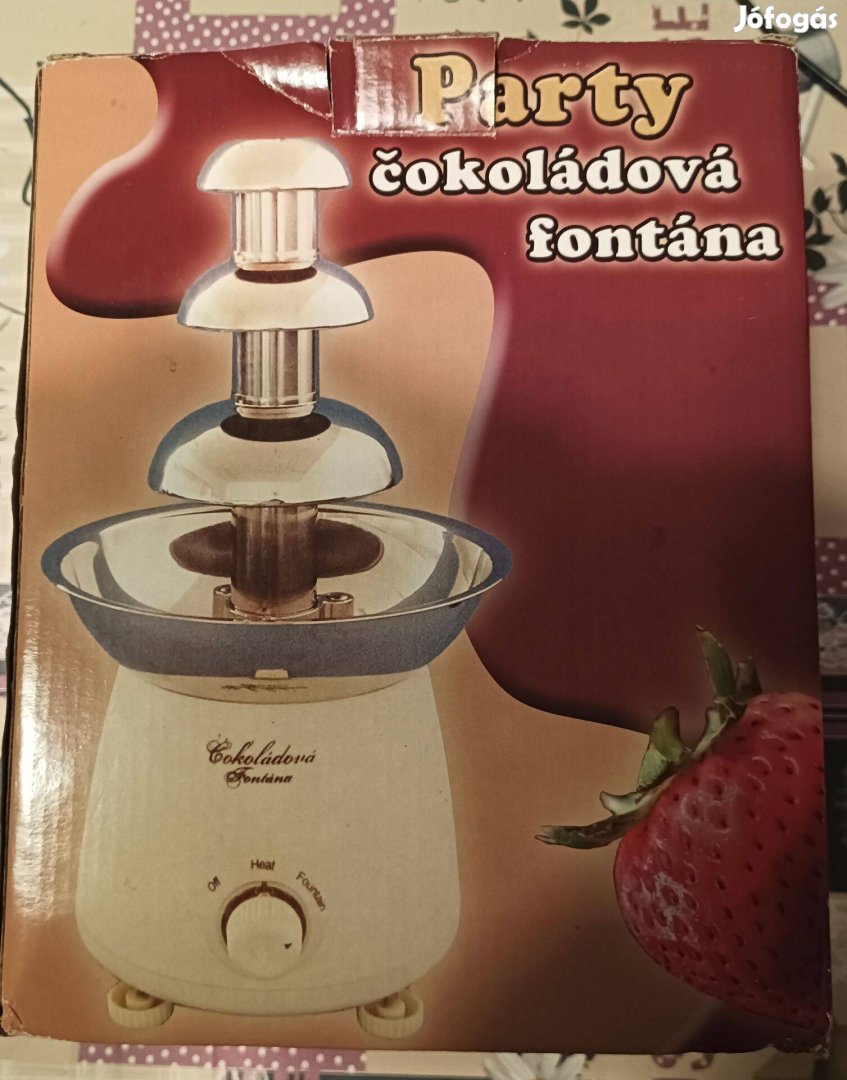 Jófogás
Party
čokoládová
fontána
Čokoládová
Fontána
Off
Heat
Fountain